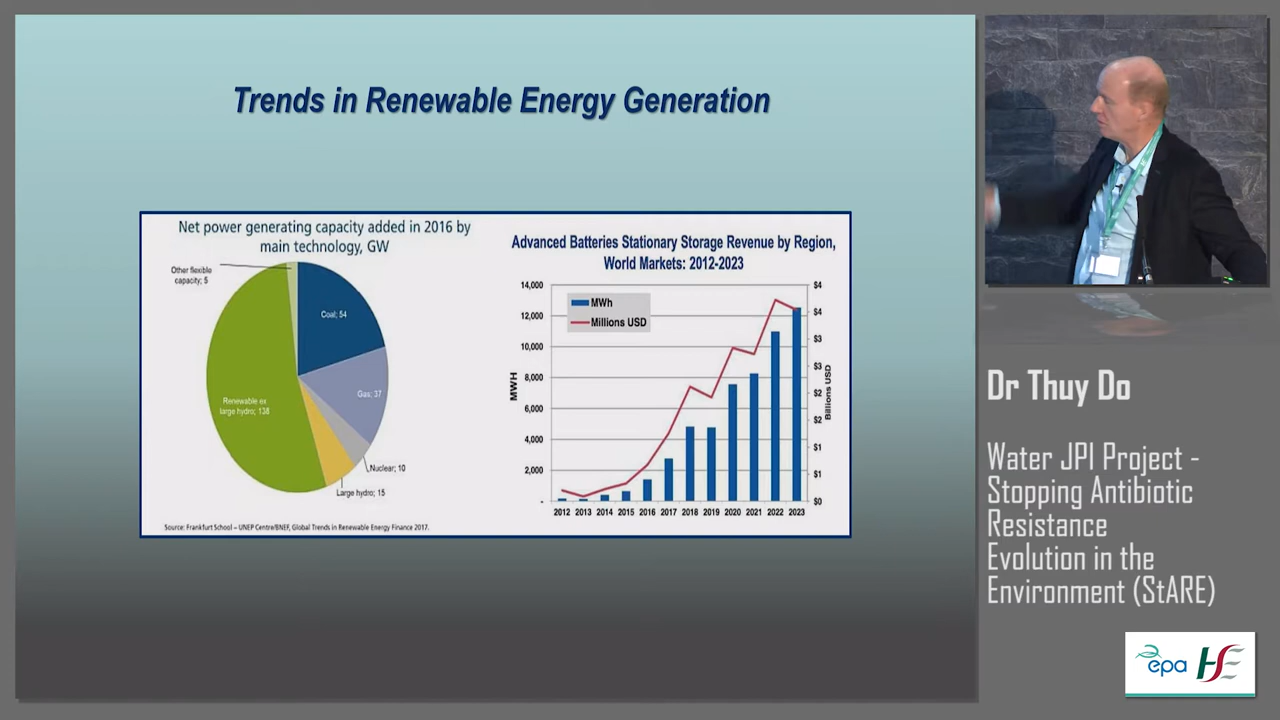 Trends in Renewable Energy Generation
Net power generating capacity added in 2016 by
main technology, GW
Other flexible
capacity; 5
Coal; 54
Gas; 37
Renewable ex
large hydro; 138
Nuclear; 10
Large hydro; 15
Source: Frankfurt School – UNEP Centre/BNEF, Global Trends in Renewable Energy Finance 2017.
Advanced Batteries Stationary Storage Revenue by Region,
World Markets: 2012-2023
MWh
Millions USD
MWH
14,000
12,000
10,000
8,000
6,000
4,000
2,000
-
$4
$4
$3
$3
$2
$2
$1
$1
$0
Billions USD
2012 2013 2014 2015 2016 2017 2018 2019 2020 2021 2022 2023
Dr Thuy Do
Water JPI Project -
Stopping Antibiotic
Resistance
Evolution in the
Environment (StARE)
epa HSE